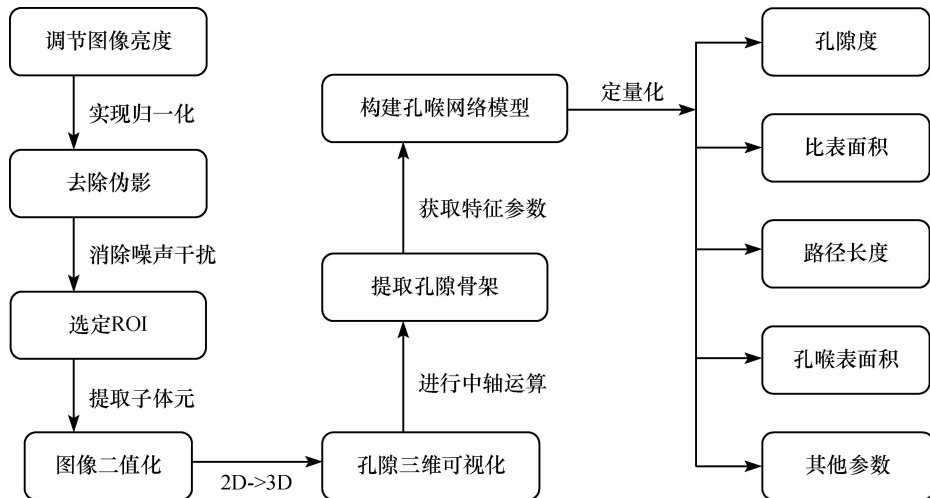 调节图像亮度
实现归一化
去除伪影
消除噪声干扰
选定ROI
提取子体元
图像二值化
2D->3D
孔隙三维可视化
进行中轴运算
提取孔隙骨架
获取特征参数
构建孔喉网络模型
定量化
孔隙度
比表面积
路径长度
孔喉表面积
其他参数